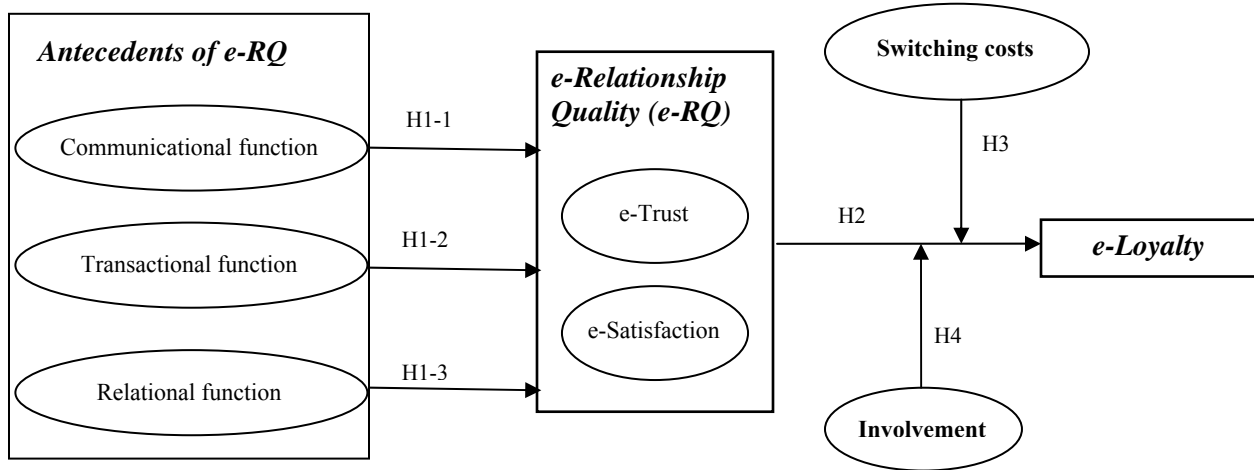 Antecedents of e-RQ
Communicational function
Transactional function
Relational function
H1-1
H1-2
H1-3
e-Relationship
Quality (e-RQ)
e-Trust
e-Satisfaction
H2
Switching costs
H3
H4
Involvement
e-Loyalty